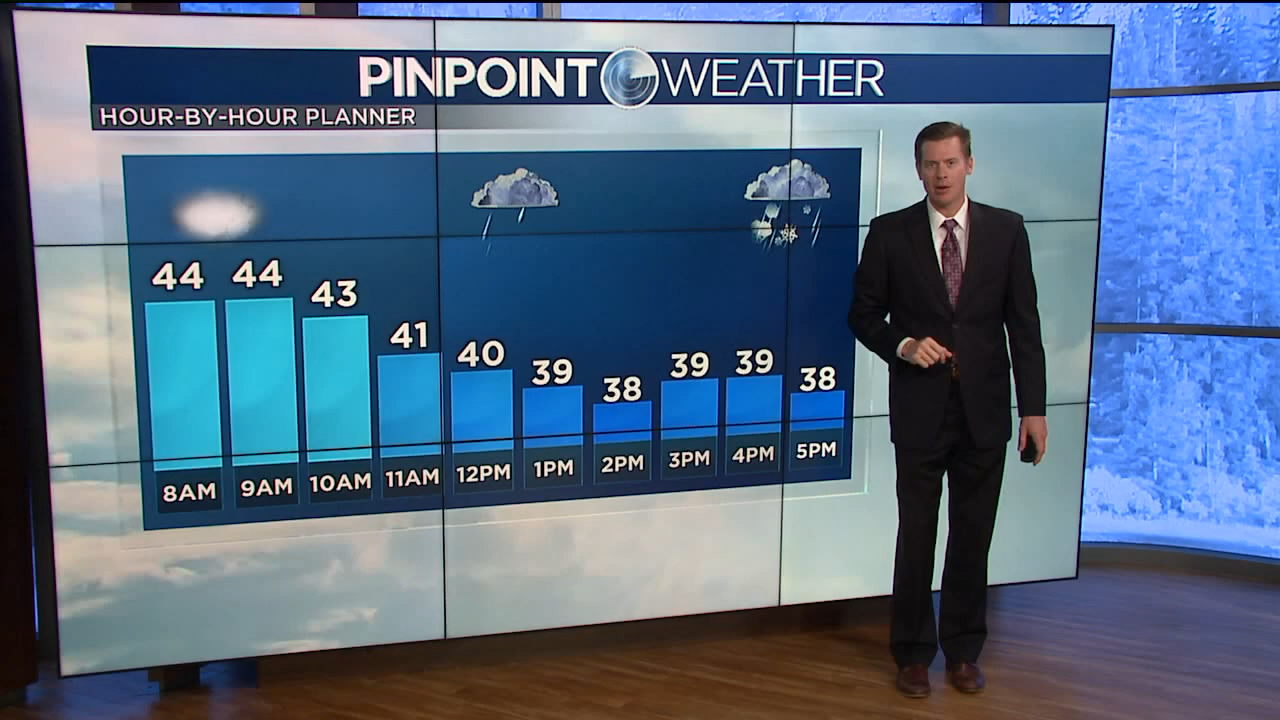 PINPOINT WEATHER
HOUR-BY-HOUR PLANNER
44 44 43 41 40 39 38 39 39 38
8AM 9AM 10AM 11AM 12PM 1PM 2PM 3PM 4PM 5PM